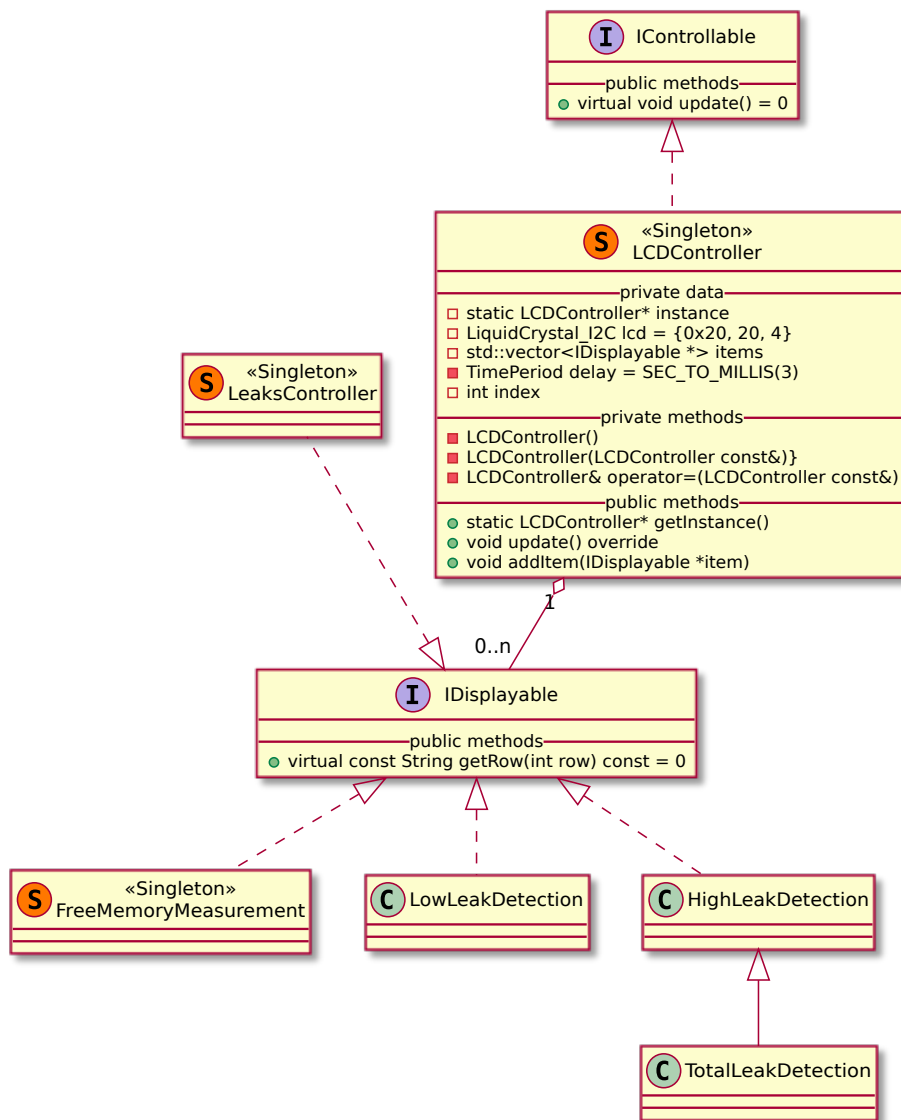 I IControllable
public methods
virtual void update() = 0
S «Singleton»
LCDController
private data
static LCDController* instance
LiquidCrystal_I2C lcd = {0x20, 20, 4}
std::vector<IDisplayable *> items
TimePeriod delay = SEC_TO_MILLIS(3)
int index
private methods
LCDController()
LCDController(LCDController const&)}
LCDController& operator=(LCDController const&)
public methods
static LCDController* getInstance()
void update() override
void addItem(IDisplayable *item)
S «Singleton»
LeaksController
1
0..n
I IDisplayable
public methods
virtual const String getRow(int row) const = 0
S «Singleton»
FreeMemoryMeasurement
C LowLeakDetection
C HighLeakDetection
C TotalLeakDetection